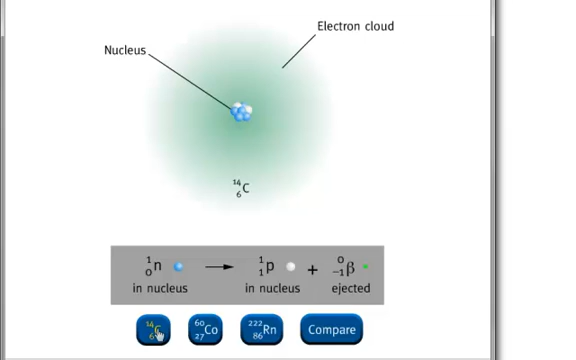 Electron cloud
Nucleus
¹⁴₆C
¹₀n → ¹₁p + ⁰₋₁β
in nucleus in nucleus ejected
¹⁴₆C ⁶⁰₂₇Co ²²²₈₆Rn Compare